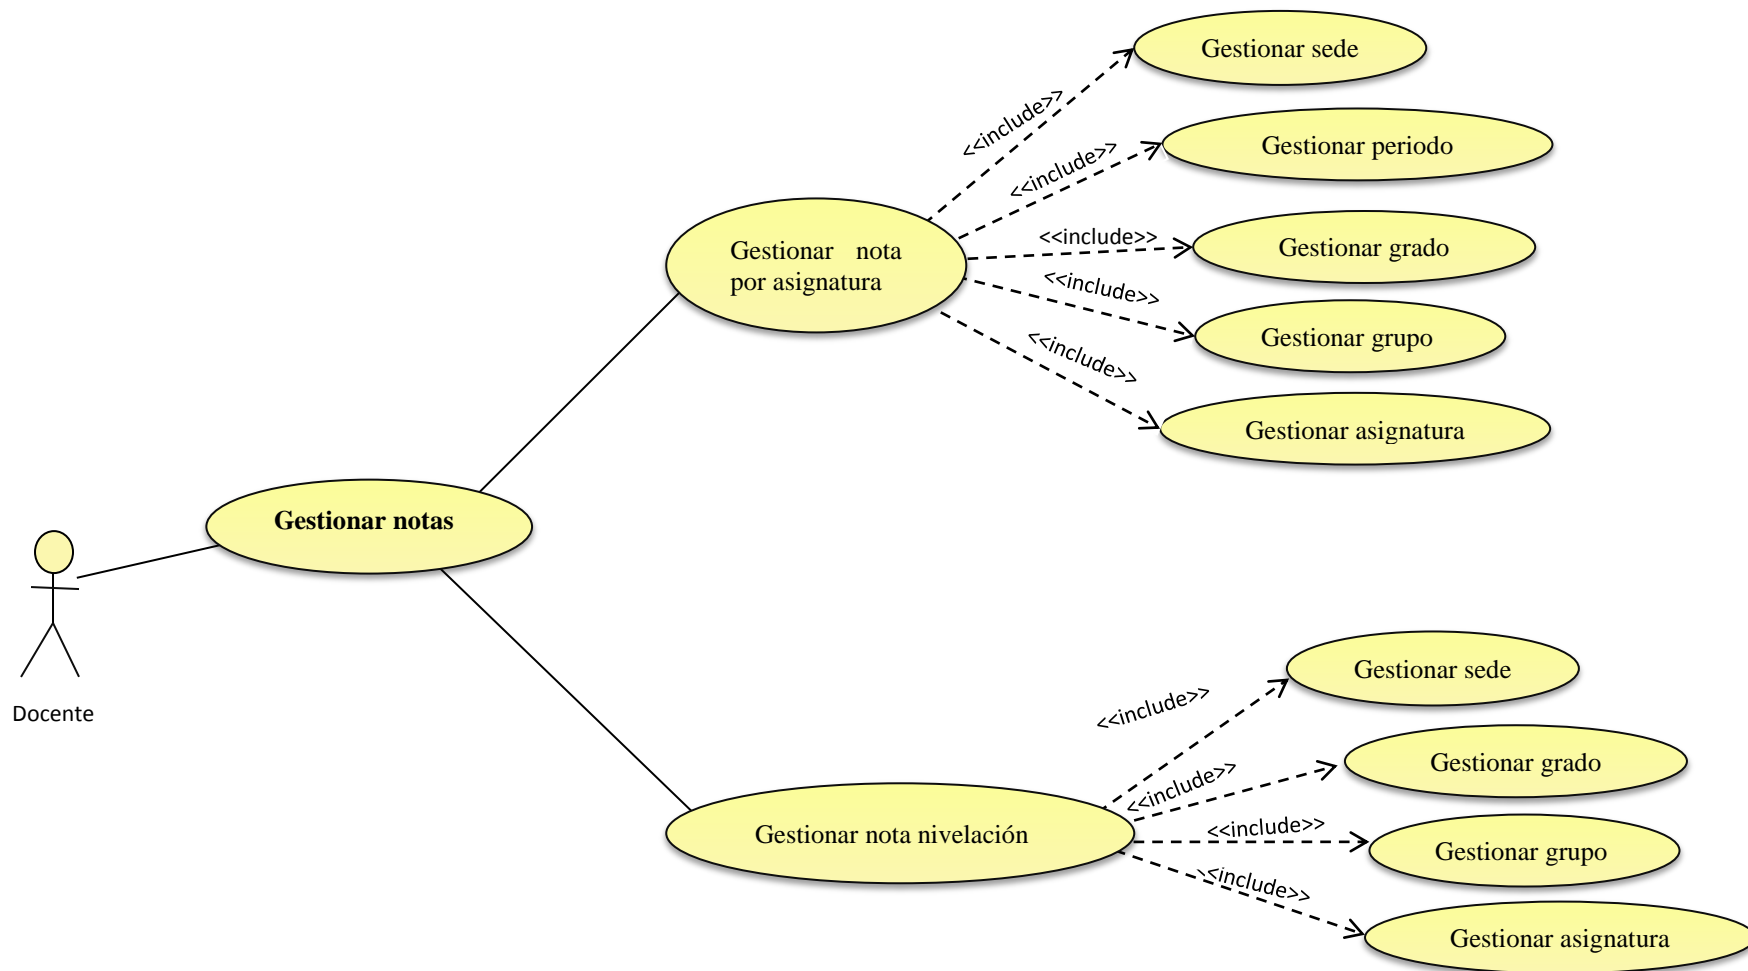 Gestionar sede
<<include>>
Gestionar periodo
<<include>>
Gestionar nota
por asignatura
<<include>>
Gestionar grado
<<include>>
Gestionar grupo
<<include>>
Gestionar asignatura
Gestionar notas
Docente
Gestionar sede
<<include>>
Gestionar grado
<<include>>
Gestionar nota nivelación
<<include>>
Gestionar grupo
<<include>>
Gestionar asignatura